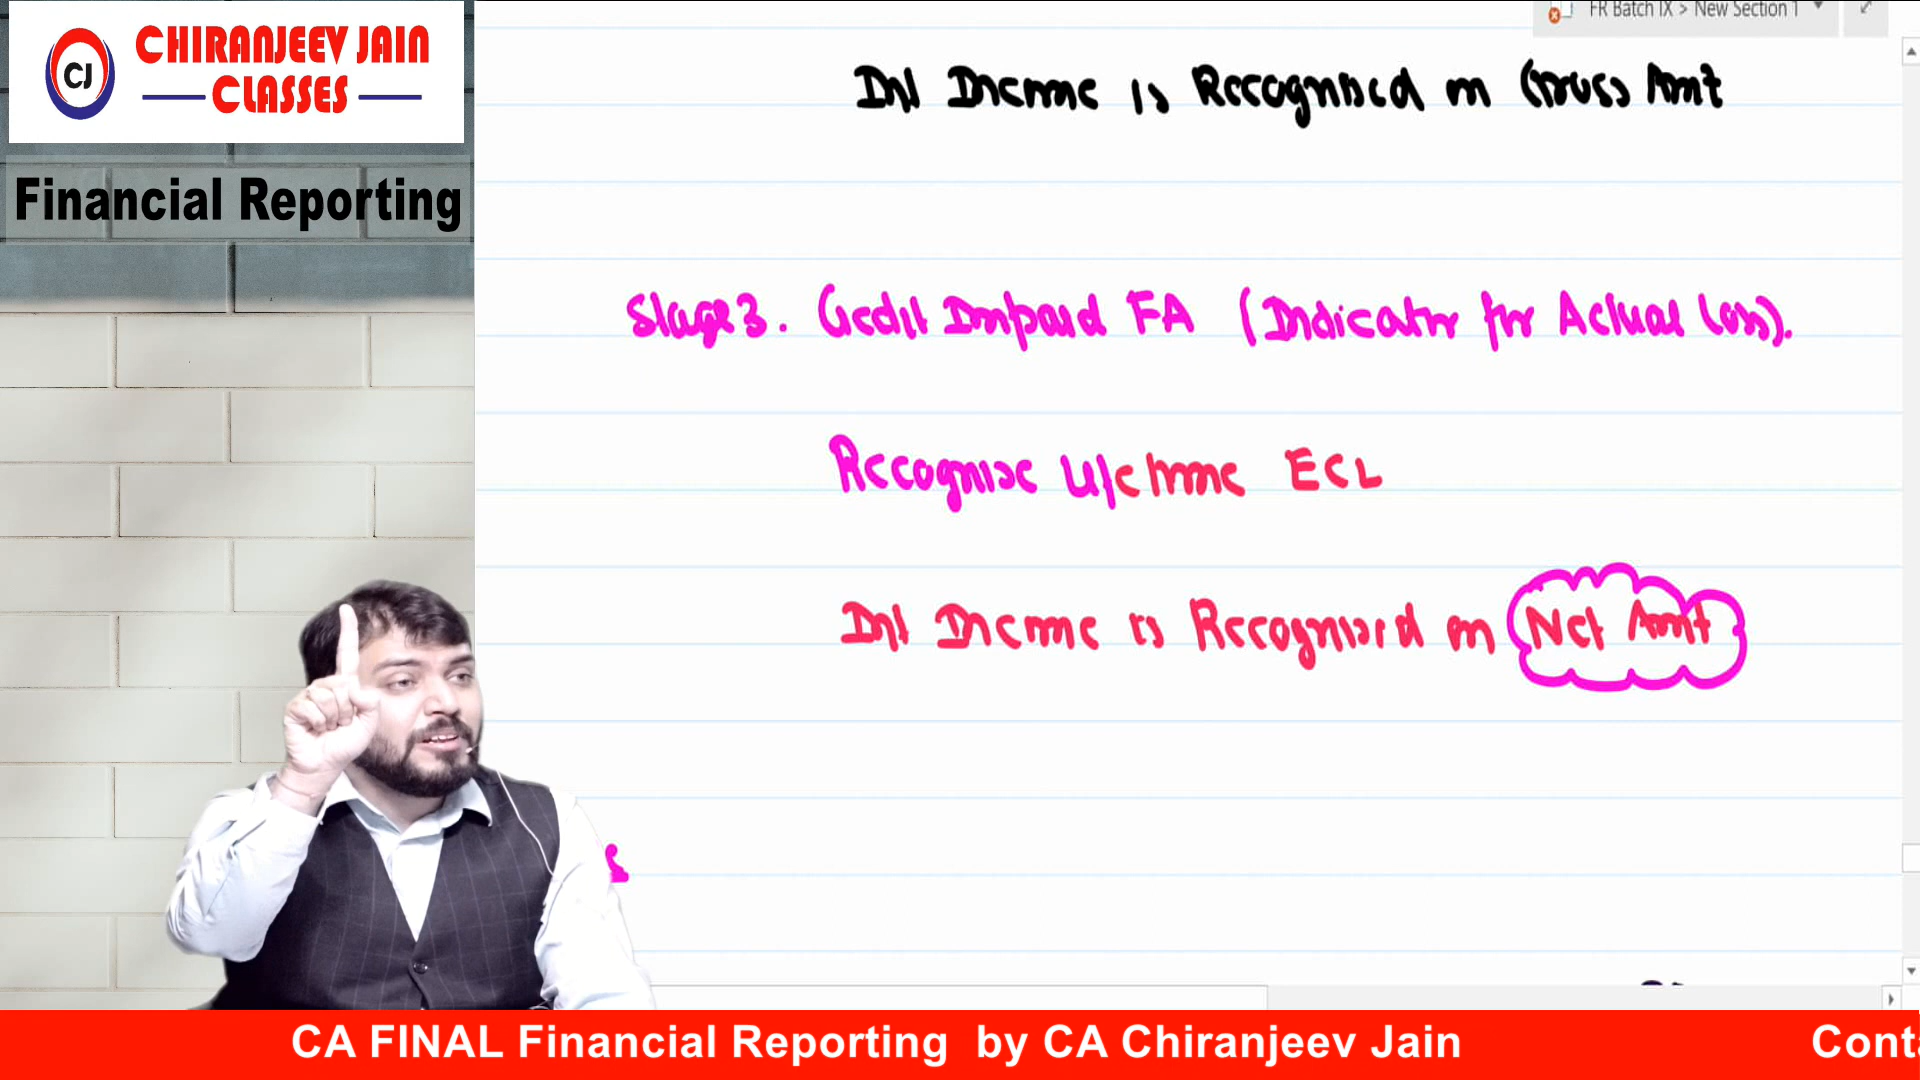 FR Batch IX > New Section 1
CHIRANJEEV JAIN
CLASSES
CJ
Financial Reporting
Int Income is Recognised on Gross Amt
Stage 3. Credit Impaired FA (Indicator for Actual Loss).
Recognise Lifetime ECL
Int Income is Recognised on Net Amt
CA FINAL Financial Reporting by CA Chiranjeev Jain
Conta